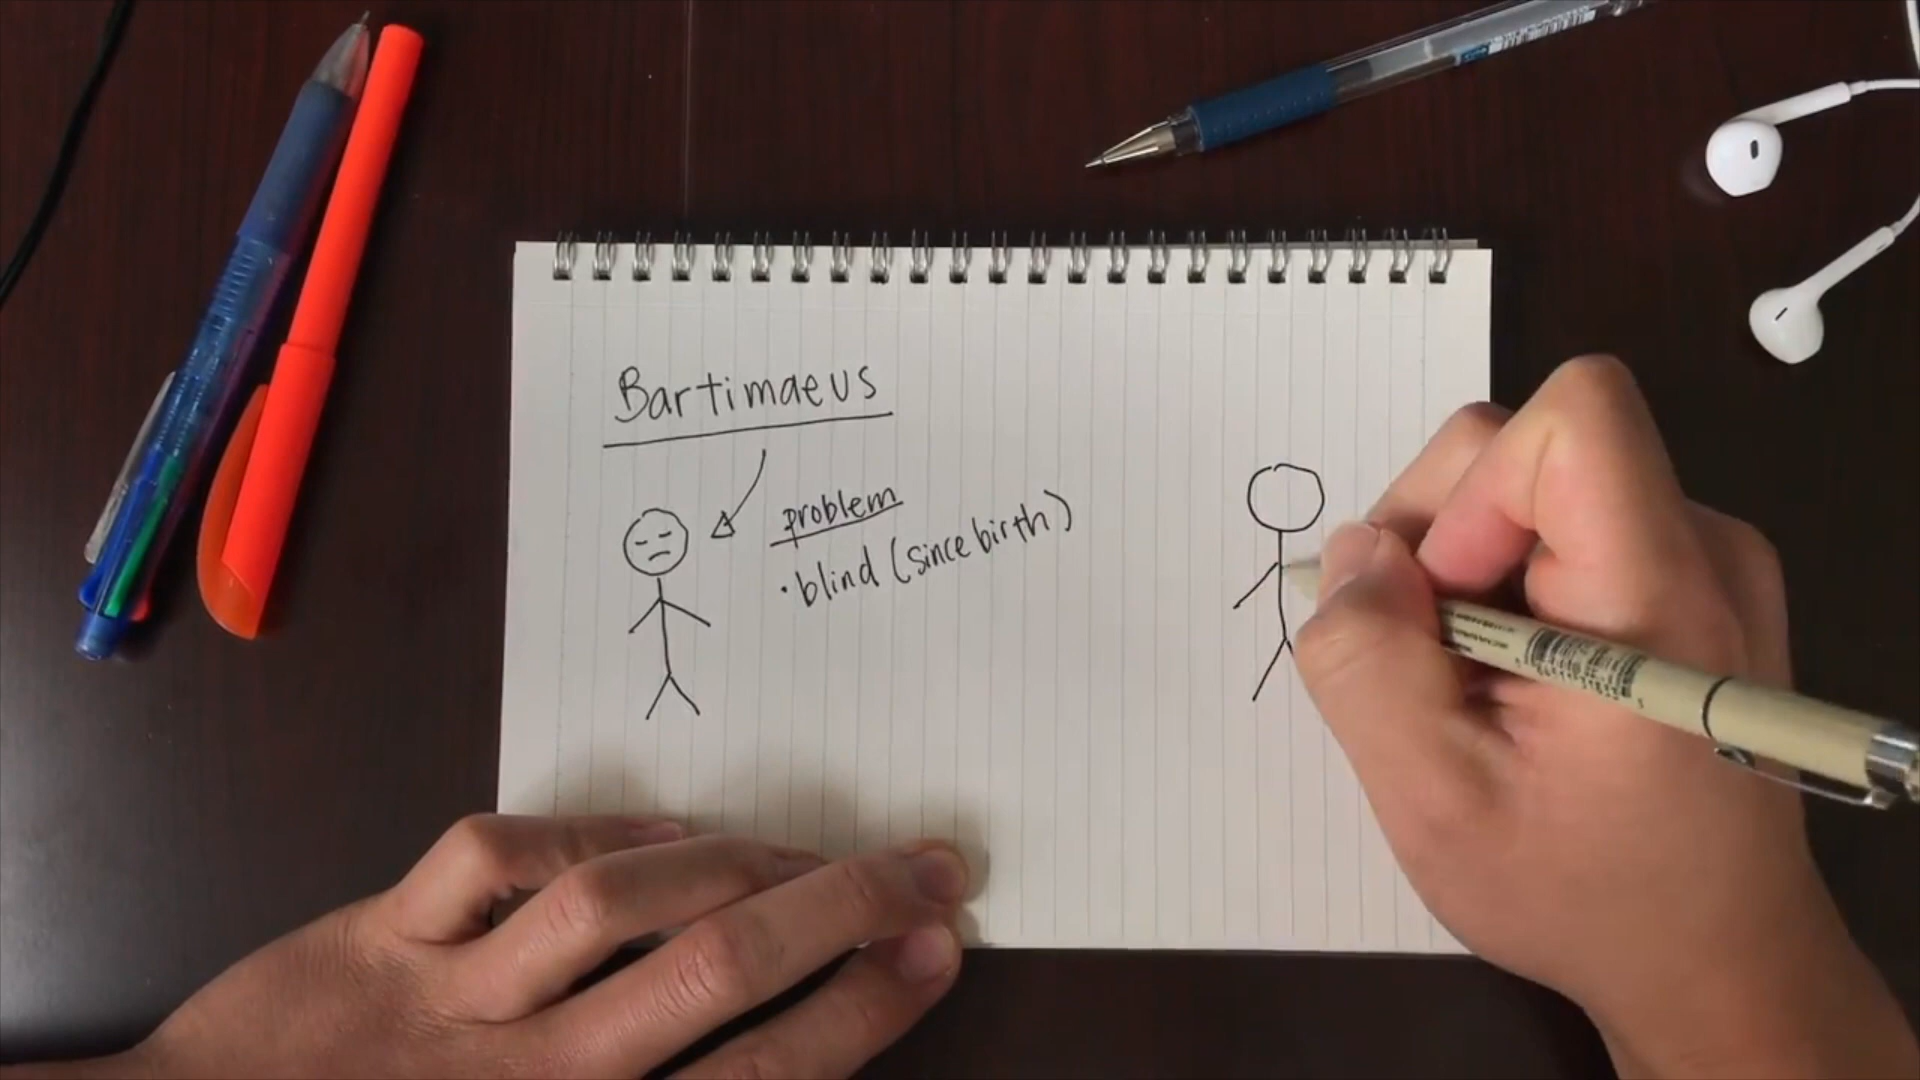 Bartimaeus
problem
• blind (since birth)